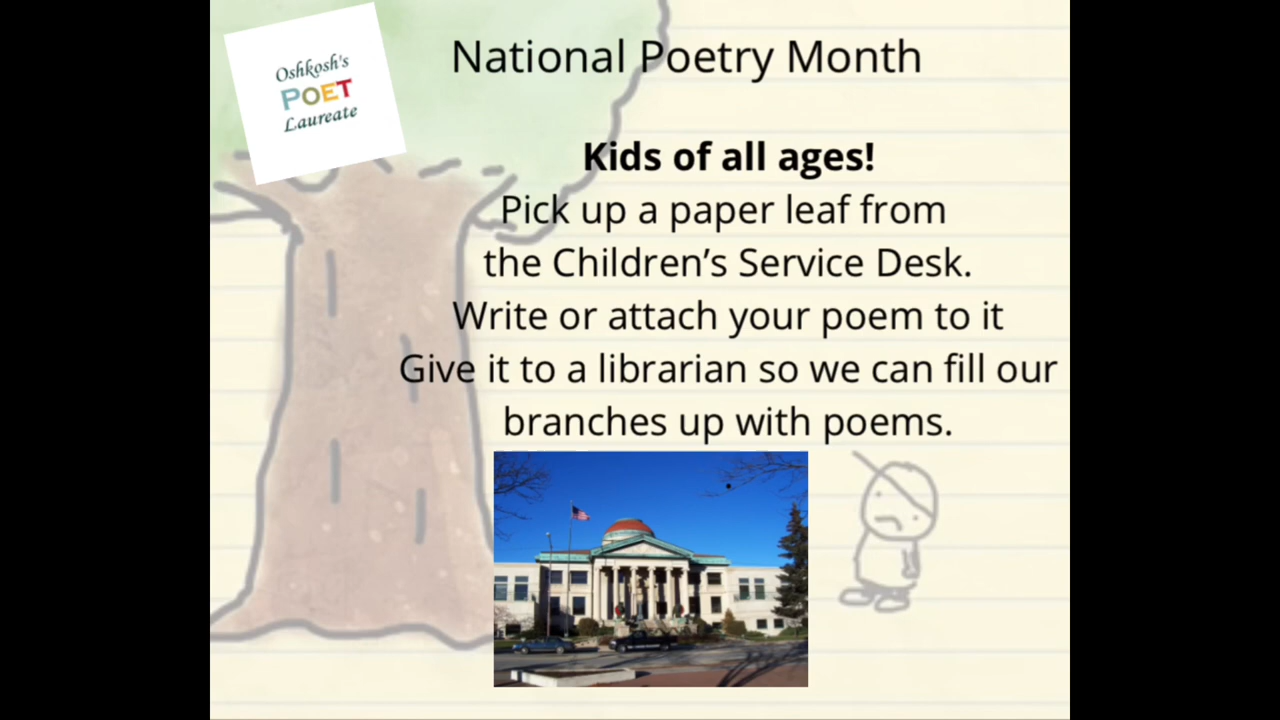 Oshkosh's
POET
Laureate
National Poetry Month
Kids of all ages!
Pick up a paper leaf from
the Children’s Service Desk.
Write or attach your poem to it
Give it to a librarian so we can fill our
branches up with poems.